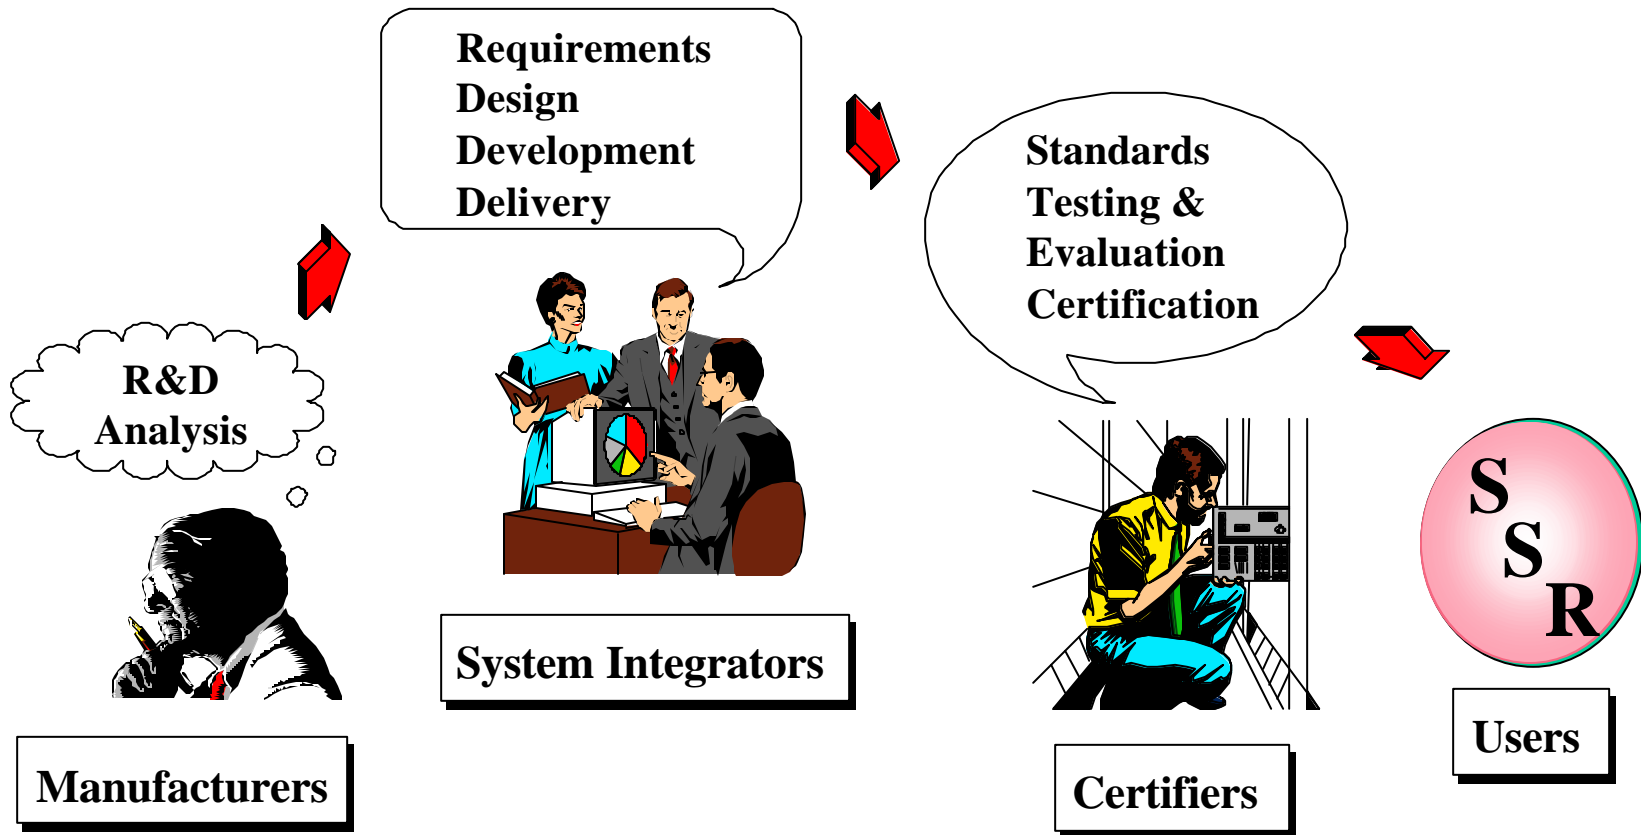 R&D
Analysis
Manufacturers
Requirements
Design
Development
Delivery
System Integrators
Standards
Testing &
Evaluation
Certification
Certifiers
S
S
R
Users